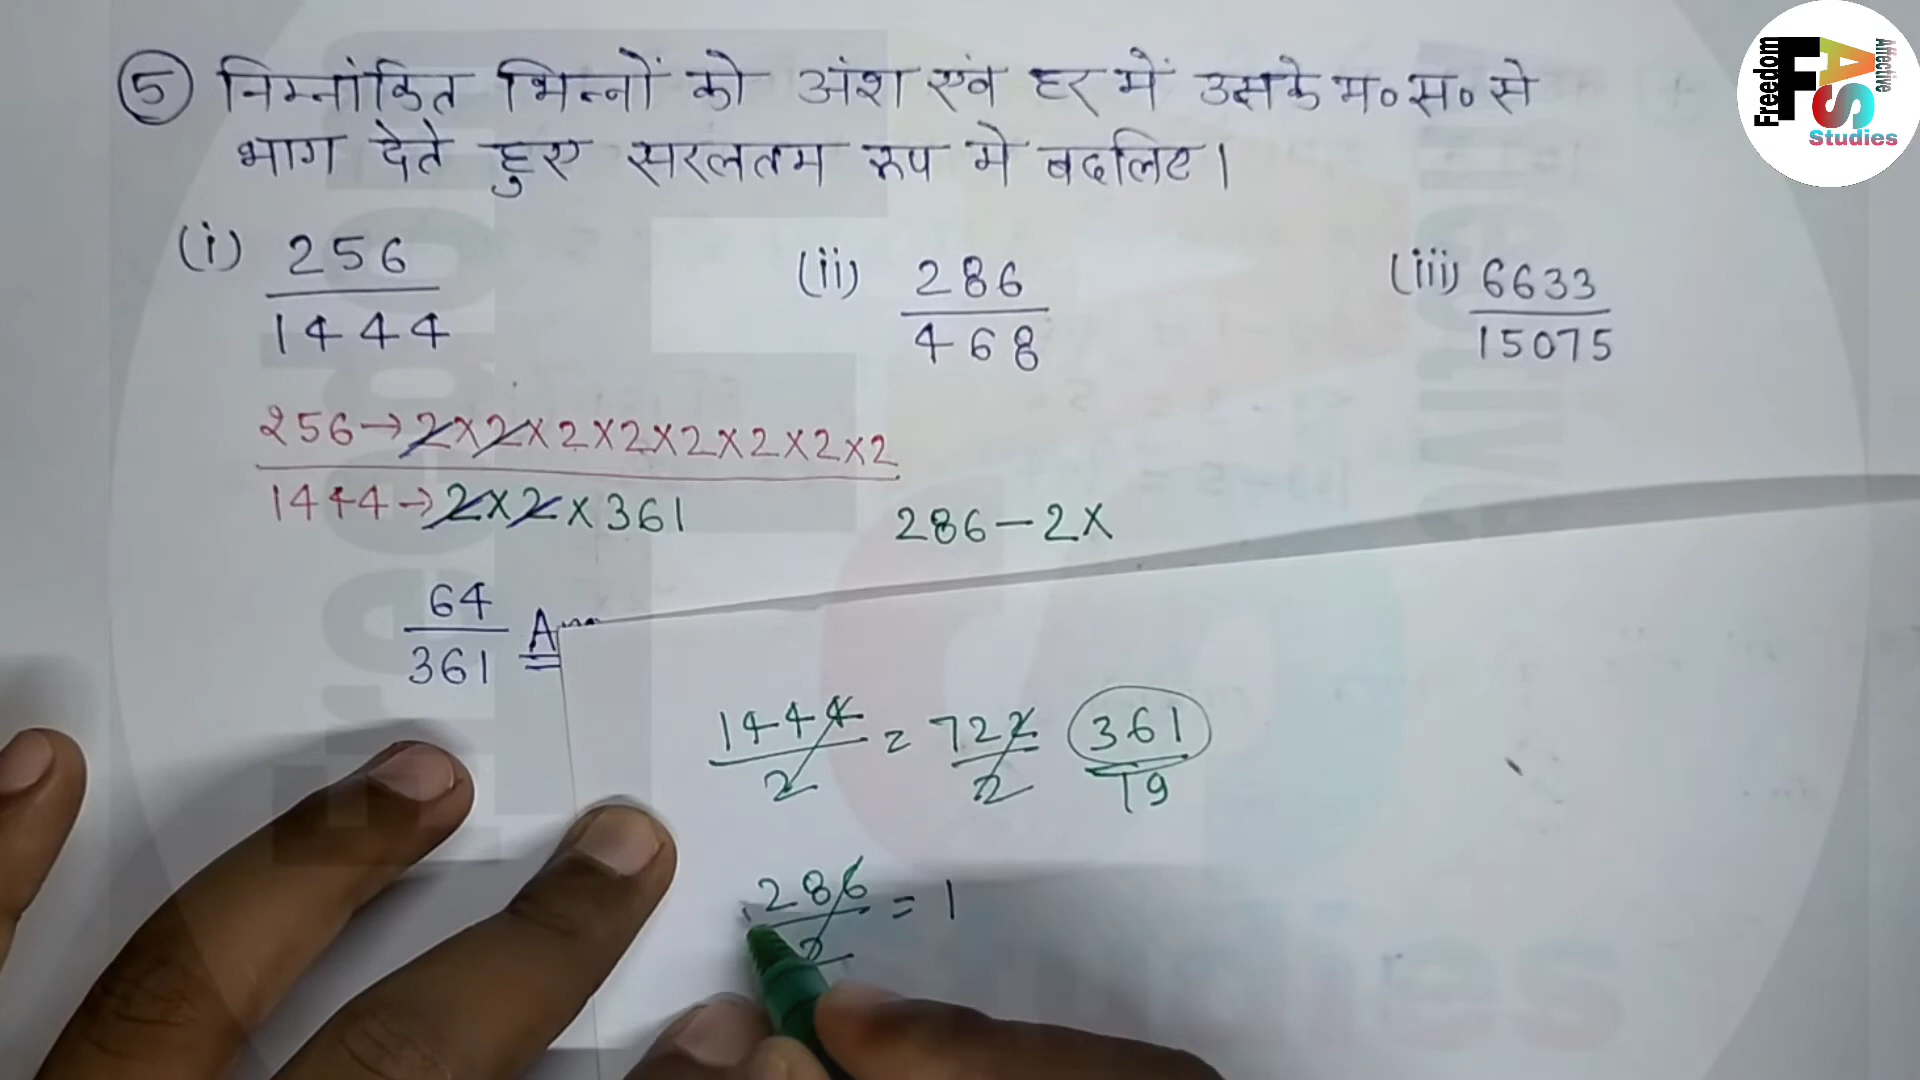 ⑤ निम्नांकित भिन्नों को अंश एवं हर में उसके म॰ स॰ से
भाग देते हुए सरलतम रूप मे बदलिए।
(i) 256/1444 (ii) 286/468 (iii) 6633/15075
256→2×2×2×2×2×2×2×2
1444→2×2×361
286-2×
64/361 A
1444/2 = 722/2 361/19
286/2 = 1
Freedom
FAS
Affective
Studies